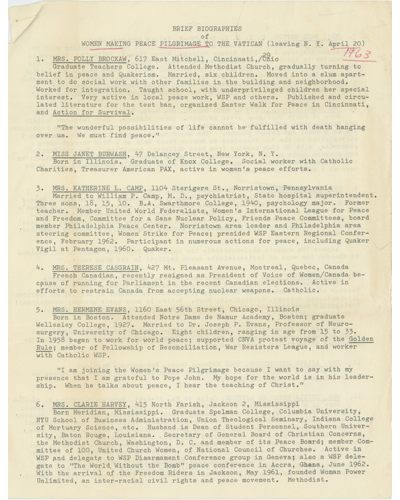 BRIEF BIOGRAPHIES
of
WOMEN MAKING PEACE PILGRIMAGE TO THE VATICAN (leaving N. Y. April 20)
1963
1. MRS. POLLY BROCKAW, 617 East Mitchell, Cincinnati, Ohio
Graduate Teachers College. Attended Methodist Church, gradually turning to
belief in peace and Quakerism. Married, six children. Moved into a slum apart-
ment to do social work with other families in the building and neighborhood.
Worked for integration. Taught school, with underprivileged children her special
interest. Very active in local peace work, WSP and others. Published and circu-
lated literature for the test ban, organized Easter Walk for Peace in Cincinnati,
and Action for Survival.
"The wonderful possibilities of life cannot be fulfilled with death hanging
over us. We must find peace."
2. MISS JANET BURWASH, 47 Delancey Street, New York, N. Y.
Born in Illinois. Graduate of Knox College. Social worker with Catholic
Charities, Treasurer American PAX, active in women's peace efforts.
3. MRS. KATHERINE L. CAMP, 1104 Sterigere St., Norristown, Pennsylvania
Married to William P. Camp, M. D., psychiatrist, State hospital superintendent.
Three sons, 18, 15, 10. B.A. Swarthmore College, 1940, psychology major. Former
teacher. Member United World Federalists, Women's International League for Peace
and Freedom, Committee for a Sane Nuclear Policy, Friends Peace Committees, board
member Philadelphia Peace Center. Norristown area leader and Philadelphia area
steering committee, Women Strike for Peace; presided WSP Eastern Regional Confer-
ence, February 1962. Participant in numerous actions for peace, including Quaker
Vigil at Pentagon, 1960. Quaker.
4. MRS. THERESE CASGRAIN, 427 Mt. Pleasant Avenue, Montreal, Quebec, Canada
French Canadian, recently resigned as President of Voice of Women/Canada be-
cause of running for Parliament in the recent Canadian elections. Active in
efforts to restrain Canada from accepting nuclear weapons. Catholic.
5. MRS. HERMENE EVANS, 1160 East 56th Street, Chicago, Illinois
Born in Boston. Attended Notre Dame de Namur Academy, Boston; graduate
Wellesley College, 1927. Married to Dr. Joseph P. Evans, Professor of Neuro-
surgery, University of Chicago. Eight children, ranging in age from 15 to 33.
In 1958 began to work for world peace; supported CNVA protest voyage of the Golden
Rule; member of Fellowship of Reconciliation, War Resisters League, and worker
with Catholic WSP.
"I am joining the Women's Peace Pilgrimage because I want to say with my
presence that I am grateful to Pope John. My hope for the world is in his leader-
ship. When he talks about peace, I hear the teaching of Christ."
6. MRS. CLARIE HARVEY, 415 North Farish, Jackson 2, Mississippi
Born Meridian, Mississippi. Graduate Spelman College, Columbia University,
NYU School of Business Administration, Union Theological Seminary, Indiana College
of Mortuary Science, etc. Husband is Dean of Student Personnel, Southern Univer-
sity, Baton Rouge, Louisiana. Secretary of General Board of Christian Concerns,
the Methodist Church, Washington, D. C. and member of its Peace Board; member Com-
mittee of 100, United Church Women, of National Council of Churches. Active in
WSP and delegate to WSP Disarmament Conference group in Geneva; also a WSP dele-
gate to "The World Without the Bomb" peace conference in Accra, Ghana, June 1962.
With the arrival of the Freedom Riders in Jackson, May 1961, founded Woman Power
Unlimited, an inter-racial civil rights and peace movement. Methodist.